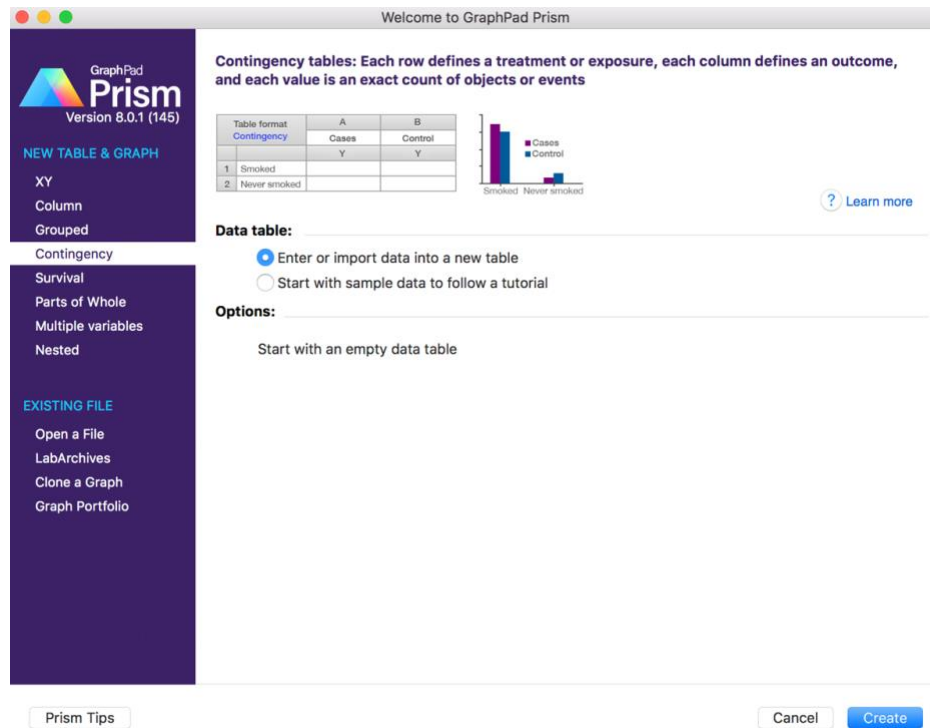 Welcome to GraphPad Prism
GraphPad
Prism
Version 8.0.1 (145)
NEW TABLE & GRAPH
XY
Column
Grouped
Contingency
Survival
Parts of Whole
Multiple variables
Nested
EXISTING FILE
Open a File
LabArchives
Clone a Graph
Graph Portfolio
Contingency tables: Each row defines a treatment or exposure, each column defines an outcome,
and each value is an exact count of objects or events
Table format A B
Contingency Cases Control
Y Y
1 Smoked
2 Never smoked
Cases
Control
Smoked Never smoked
? Learn more
Data table:
Enter or import data into a new table
Start with sample data to follow a tutorial
Options:
Start with an empty data table
Prism Tips
Cancel Create